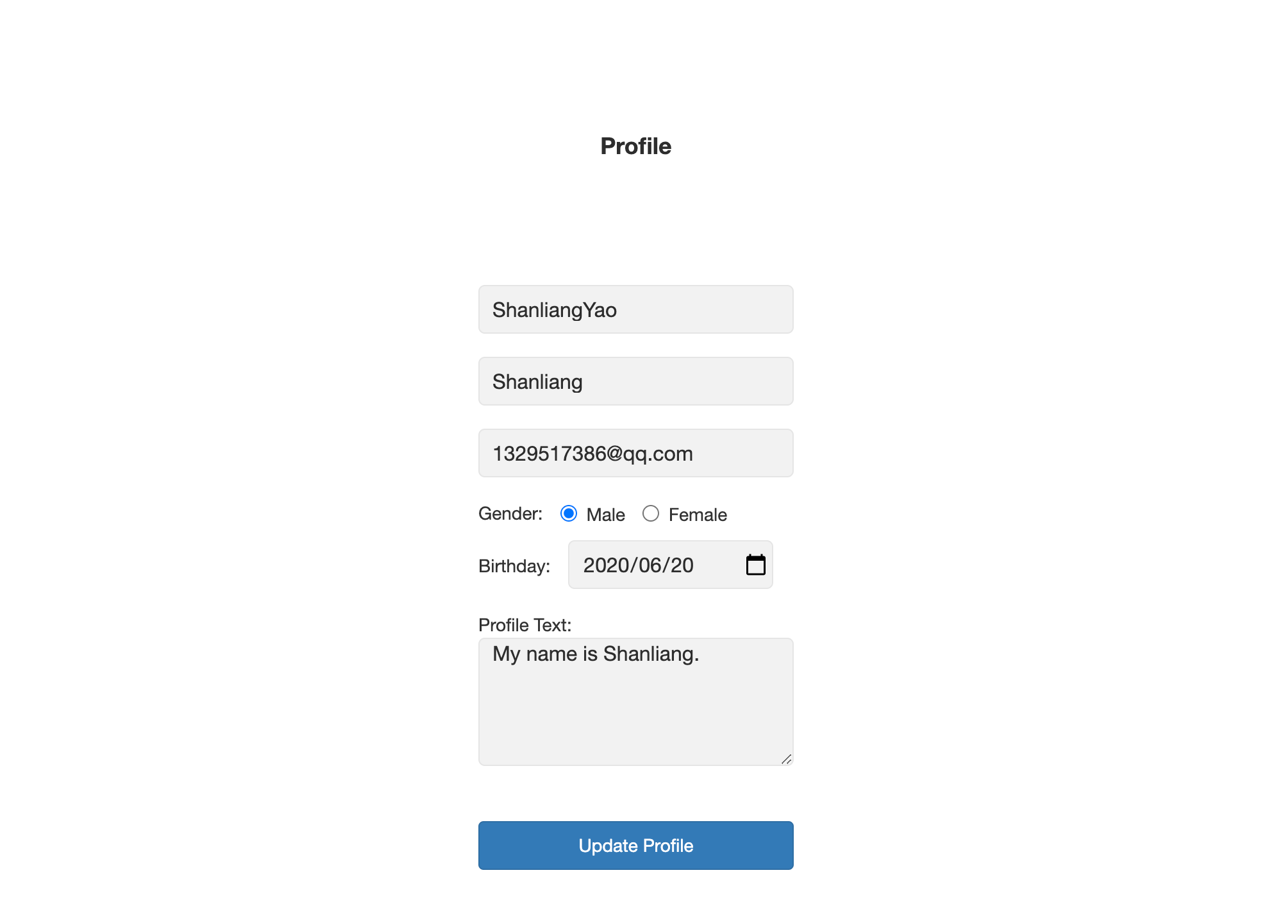 Profile
ShanliangYao
Shanliang
1329517386@qq.com
Gender: Male Female
Birthday: 2020/06/20
Profile Text:
My name is Shanliang.
Update Profile